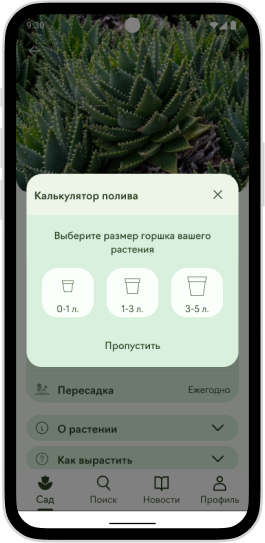 9:30
Калькулятор полива
Выберите размер горшка вашего
растения
0-1 л.
1-3 л.
3-5 л.
Пропустить
Пересадка
Ежегодно
О растении
Как вырастить
Сад
Поиск
Новости
Профиль